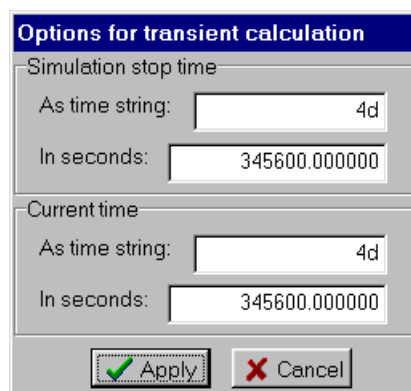 Options for transient calculation
Simulation stop time
As time string: 4d
In seconds: 345600.000000
Current time
As time string: 4d
In seconds: 345600.000000
Apply Cancel